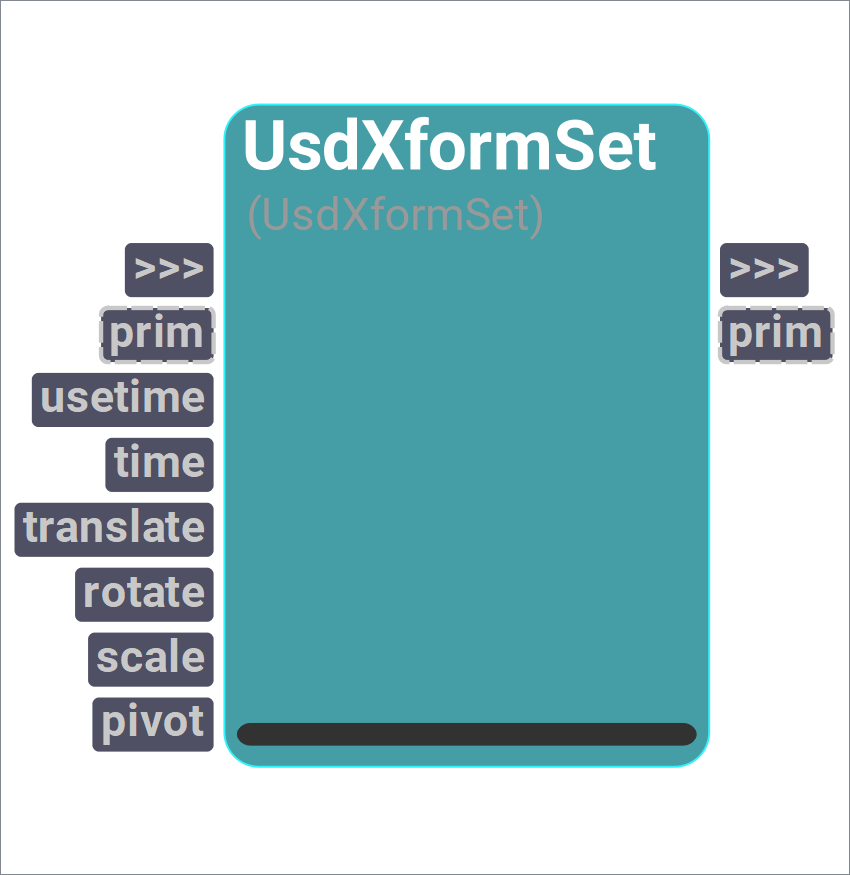 UsdXformSet
(UsdXformSet)
>>> >>>
prim prim
usetime
time
translate
rotate
scale
pivot